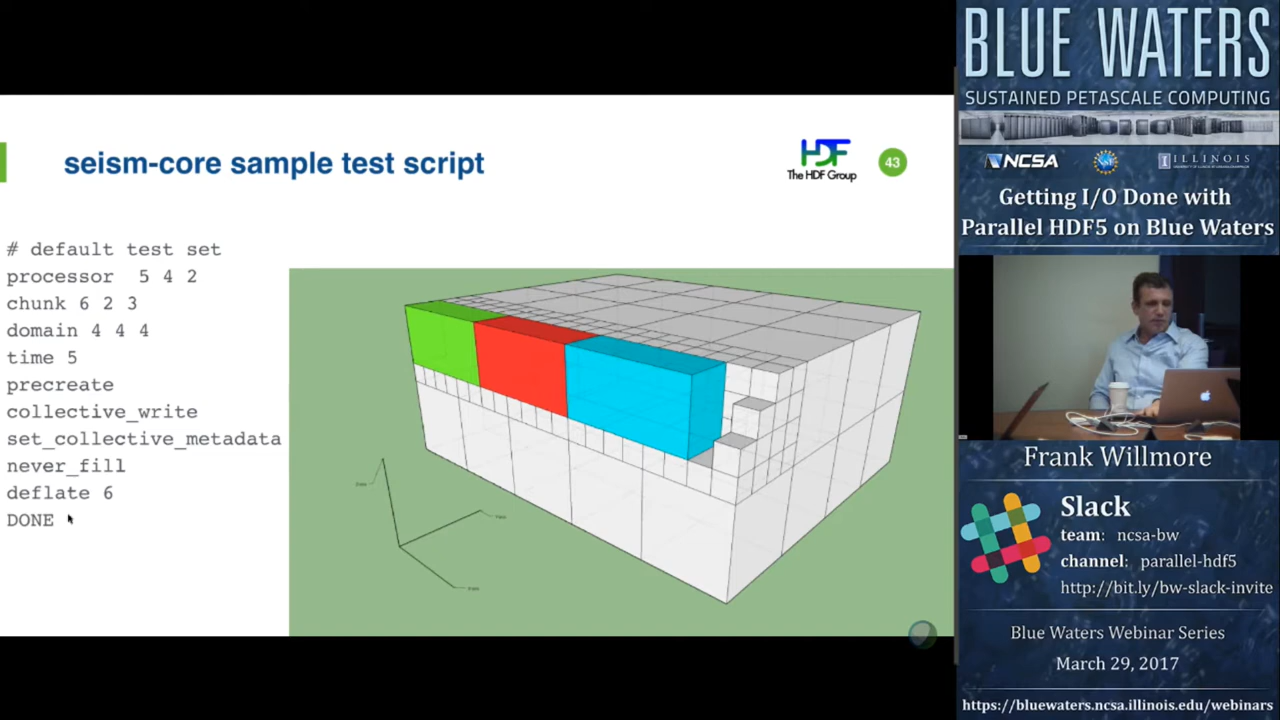 seism-core sample test script
HDF
The HDF Group
43
# default test set
processor  5 4 2
chunk 6 2 3
domain 4 4 4
time 5
precreate
collective_write
set_collective_metadata
never_fill
deflate 6
DONE
BLUE WATERS
SUSTAINED PETASCALE COMPUTING
NCSA
ILLINOIS
Getting I/O Done with
Parallel HDF5 on Blue Waters
Frank Willmore
Slack
team: ncsa-bw
channel: parallel-hdf5
http://bit.ly/bw-slack-invite
Blue Waters Webinar Series
March 29, 2017
https://bluewaters.ncsa.illinois.edu/webinars